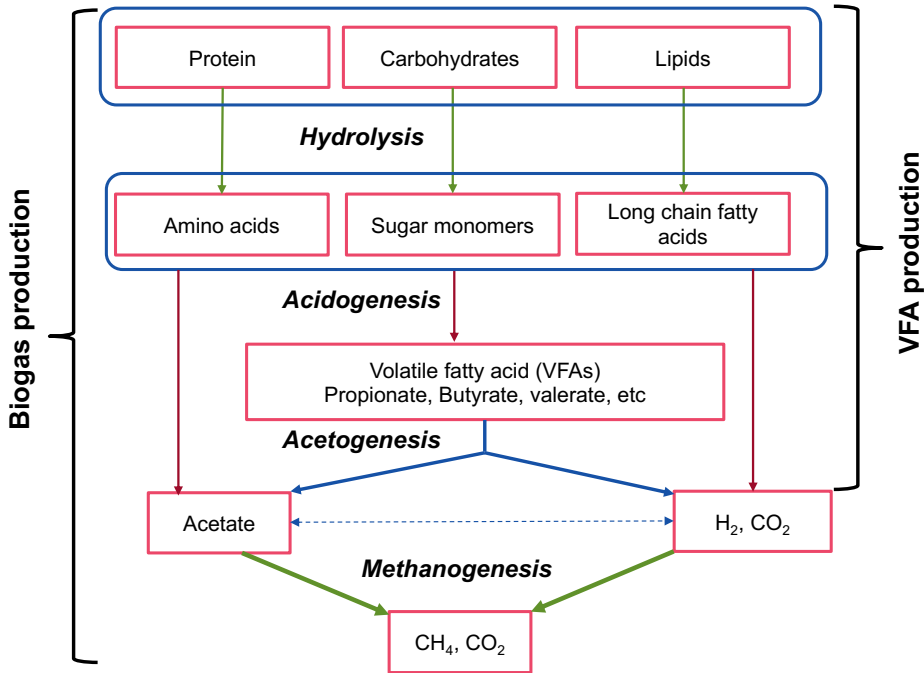 Protein
Carbohydrates
Lipids
Hydrolysis
Amino acids
Sugar monomers
Long chain fatty
acids
Acidogenesis
Volatile fatty acid (VFAs)
Propionate, Butyrate, valerate, etc
Acetogenesis
Acetate
H₂, CO₂
Methanogenesis
CH₄, CO₂
Biogas production
VFA production